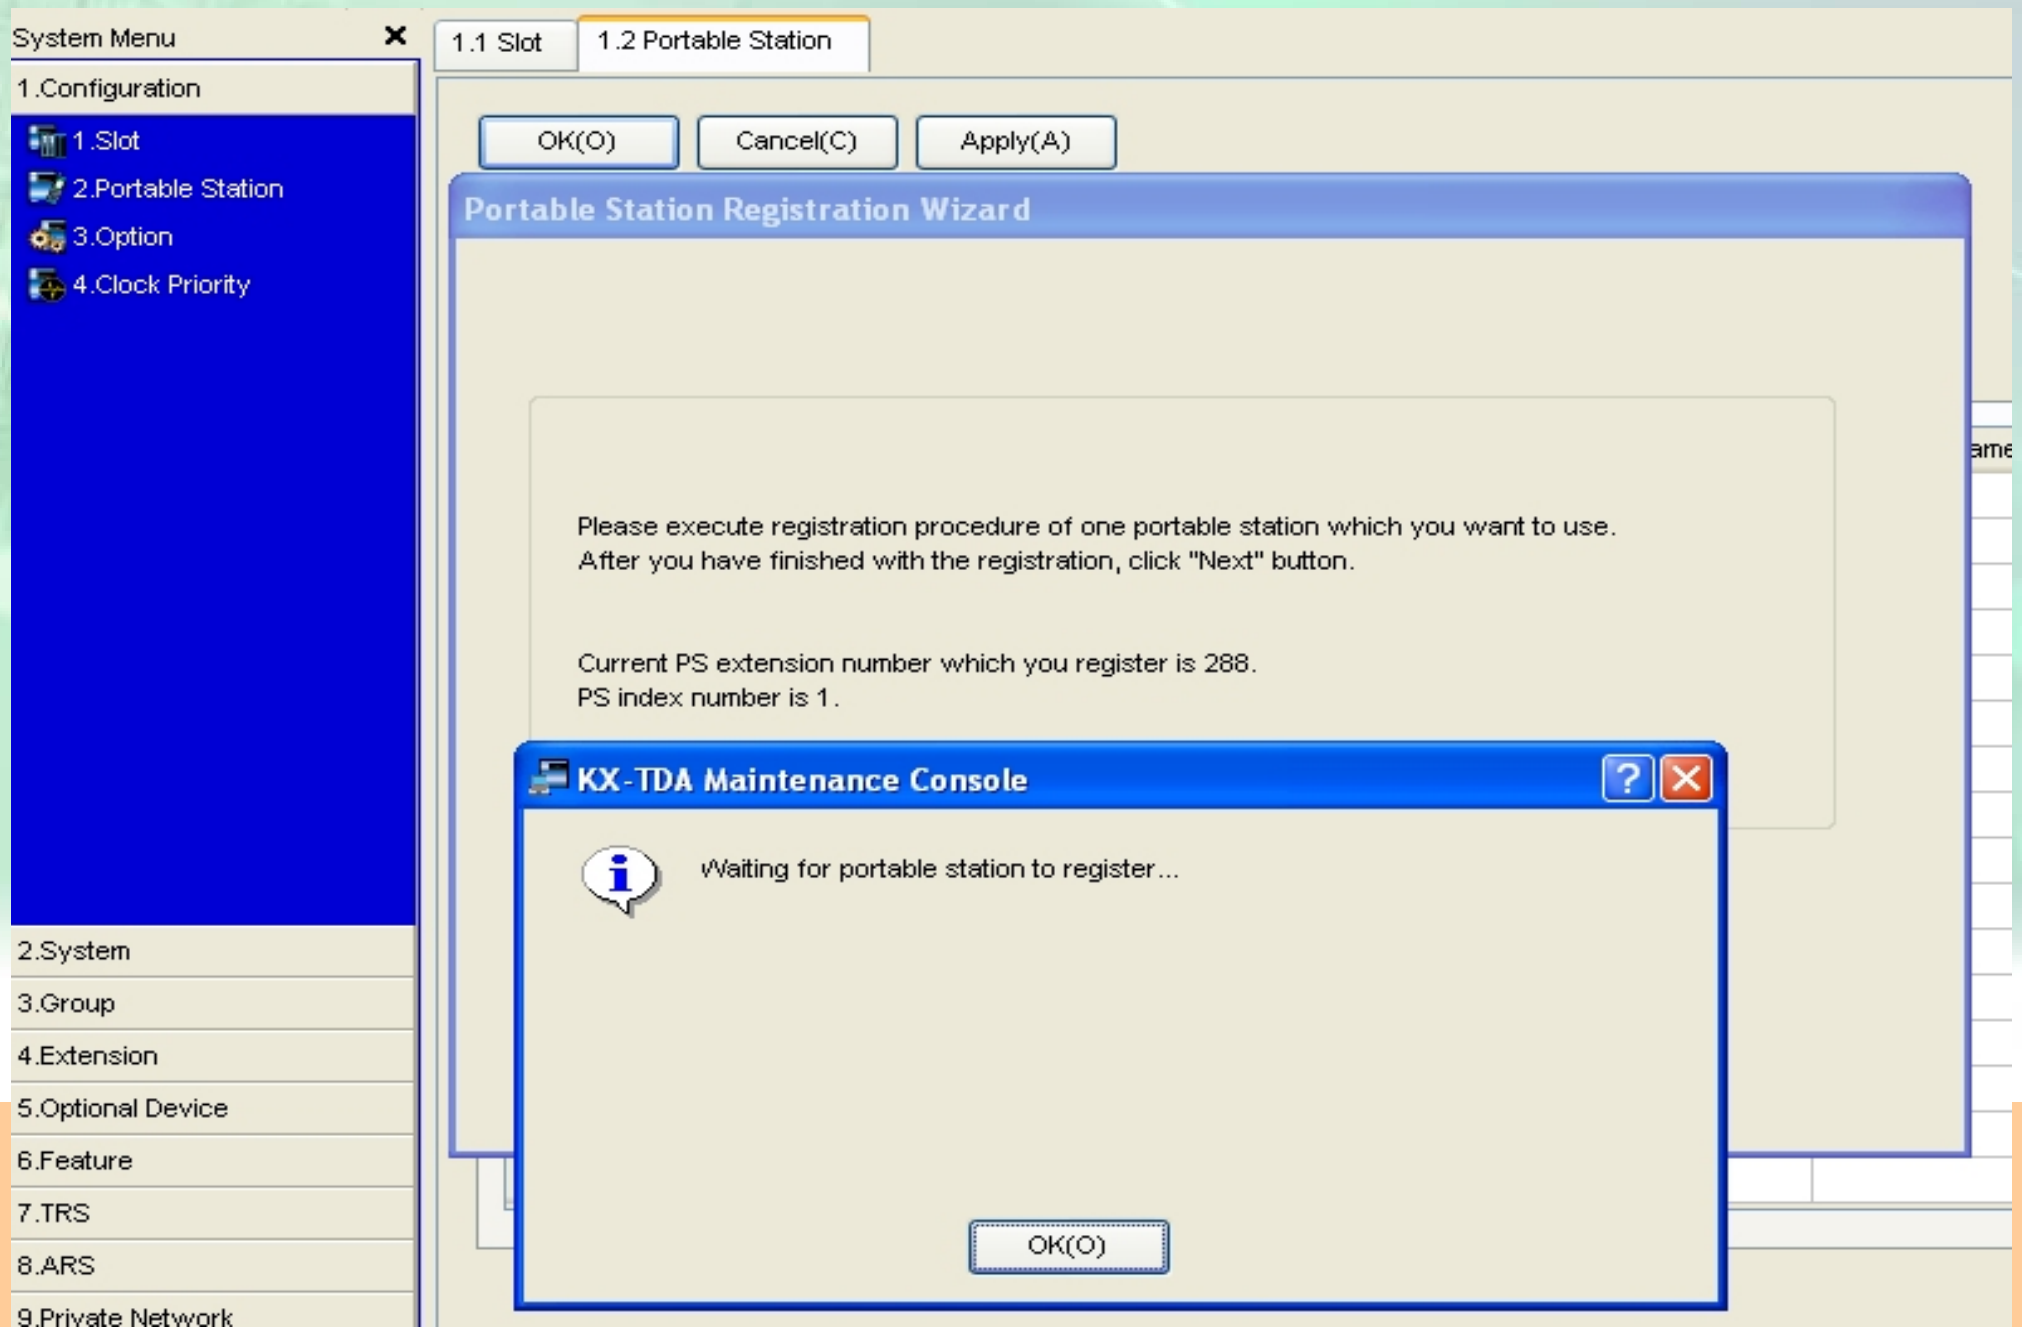 System Menu
1.Configuration
1.Slot
2.Portable Station
3.Option
4.Clock Priority
2.System
3.Group
4.Extension
5.Optional Device
6.Feature
7.TRS
8.ARS
9.Private Network
1.1 Slot
1.2 Portable Station
OK(O)
Cancel(C)
Apply(A)
Portable Station Registration Wizard
Please execute registration procedure of one portable station which you want to use.
After you have finished with the registration, click "Next" button.
Current PS extension number which you register is 288.
PS index number is 1.
KX-TDA Maintenance Console
Waiting for portable station to register...
OK(O)